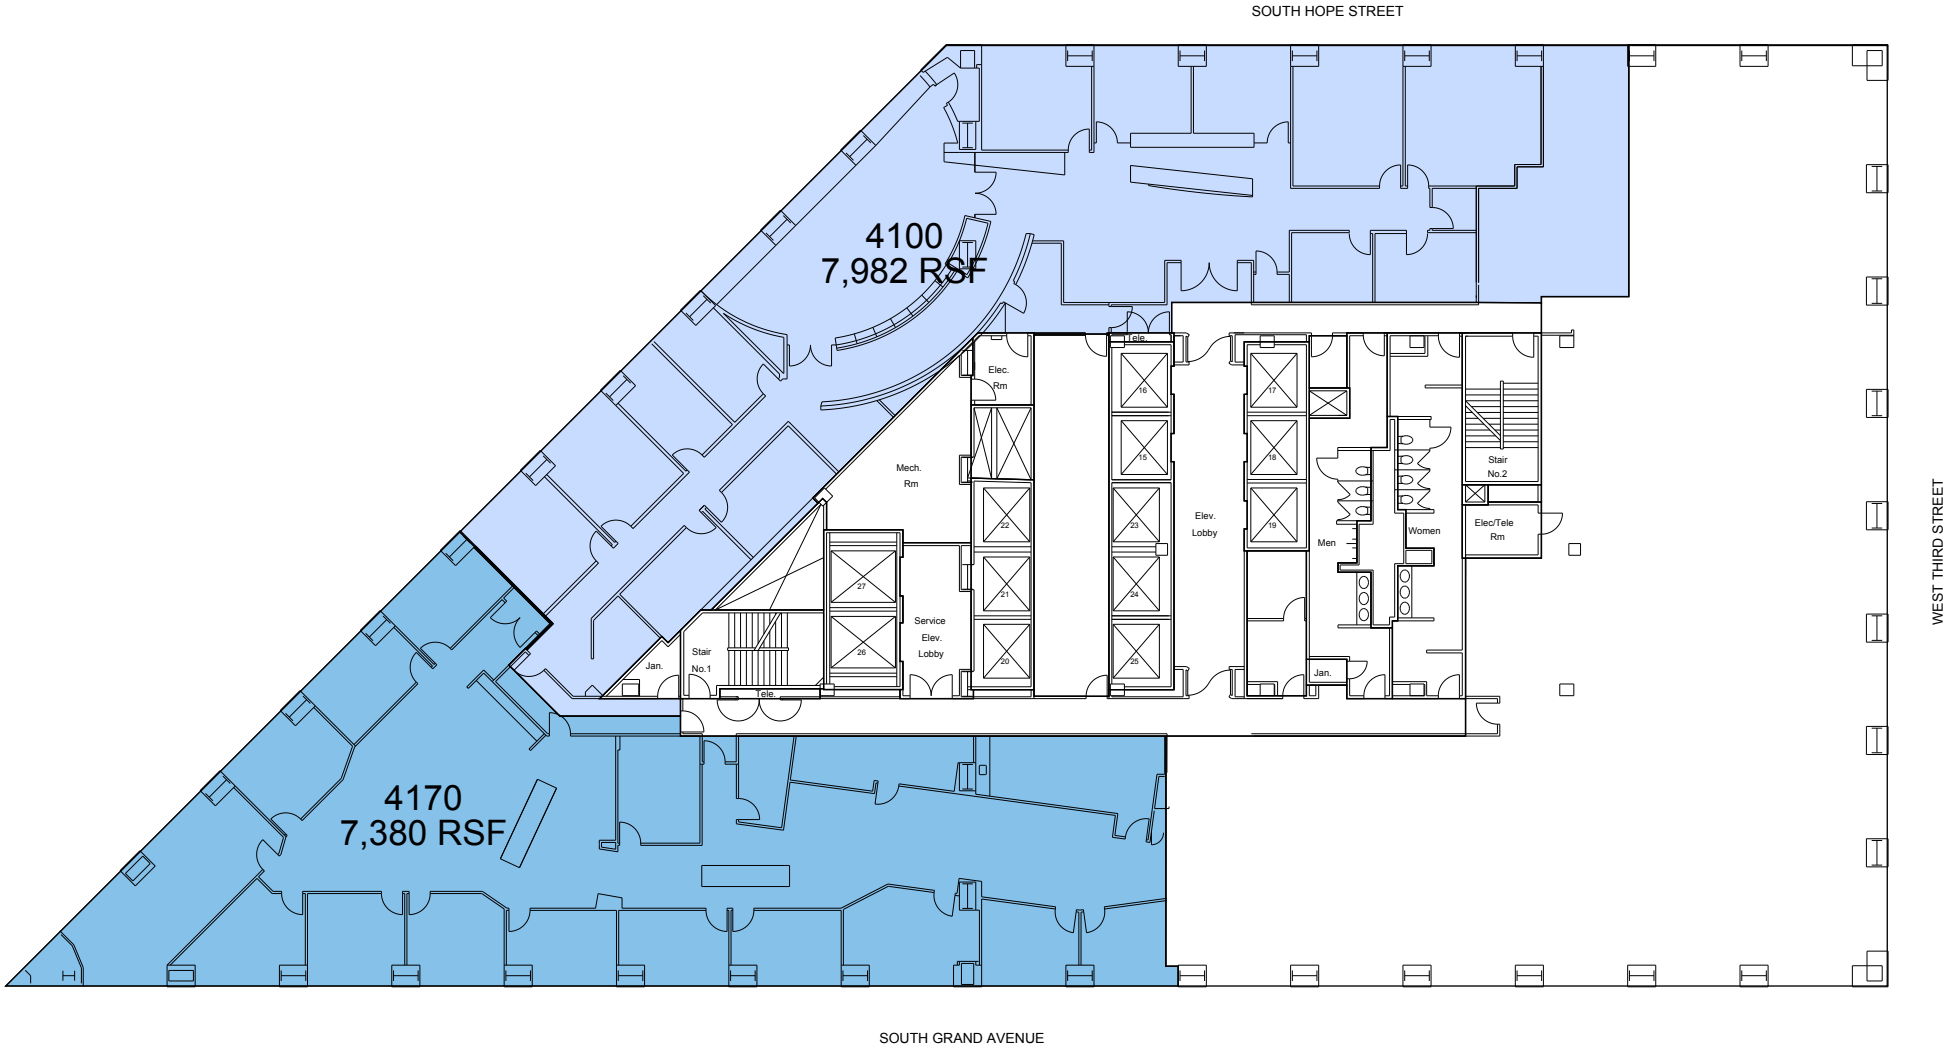 SOUTH HOPE STREET
4100
7,982 RSF
Tele.
Elec.
Rm
16
17
Mech.
Rm
15
18
Stair
No.2
22
23
Elev.
Lobby
19
Men
Women
Elec/Tele
Rm
WEST THIRD STREET
27
21
24
Service
Elev.
Lobby
26
20
25
Stair
No.1
Jan.
Jan.
Tele.
4170
7,380 RSF
SOUTH GRAND AVENUE